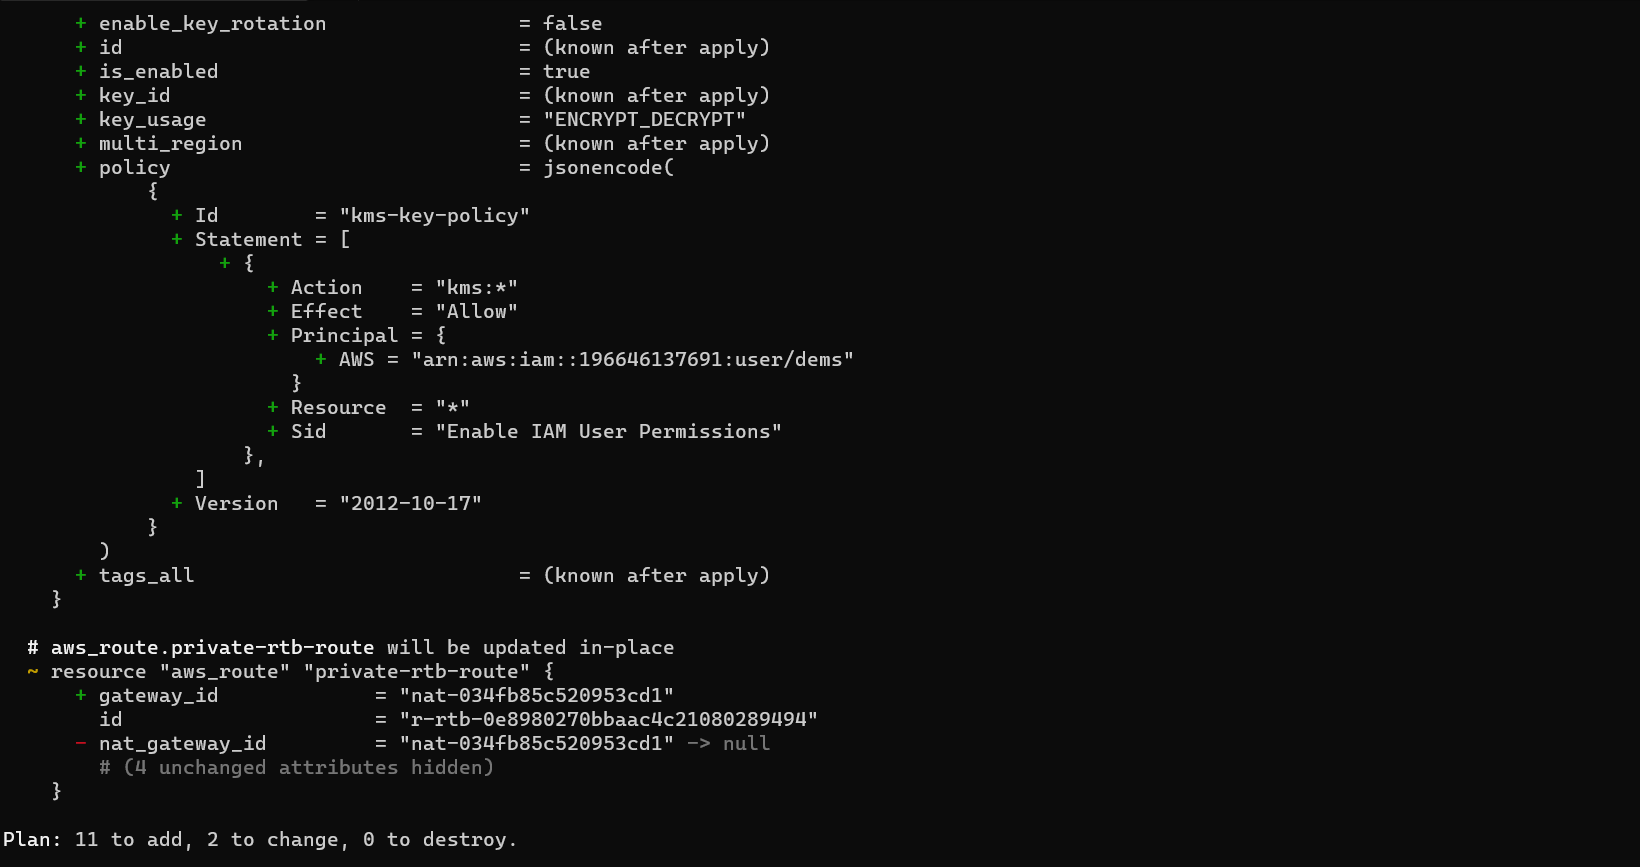 + enable_key_rotation = false
+ id = (known after apply)
+ is_enabled = true
+ key_id = (known after apply)
+ key_usage = "ENCRYPT_DECRYPT"
+ multi_region = (known after apply)
+ policy = jsonencode(
{
+ Id = "kms-key-policy"
+ Statement = [
+ {
+ Action = "kms:*"
+ Effect = "Allow"
+ Principal = {
+ AWS = "arn:aws:iam::196646137691:user/dems"
}
+ Resource = "*"
+ Sid = "Enable IAM User Permissions"
},
]
+ Version = "2012-10-17"
}
)
+ tags_all = (known after apply)
}
# aws_route.private-rtb-route will be updated in-place
~ resource "aws_route" "private-rtb-route" {
+ gateway_id = "nat-034fb85c520953cd1"
id = "r-rtb-0e8980270bbaac4c21080289494"
- nat_gateway_id = "nat-034fb85c520953cd1" -> null
# (4 unchanged attributes hidden)
}
Plan: 11 to add, 2 to change, 0 to destroy.